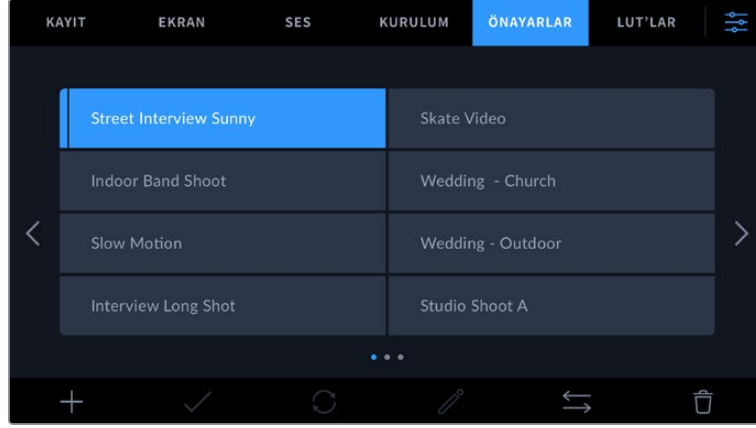 KAYIT EKRAN SES KURULUM ÖNAYARLAR LUT'LAR
Street Interview Sunny Skate Video
Indoor Band Shoot Wedding - Church
Slow Motion Wedding - Outdoor
Interview Long Shot Studio Shoot A